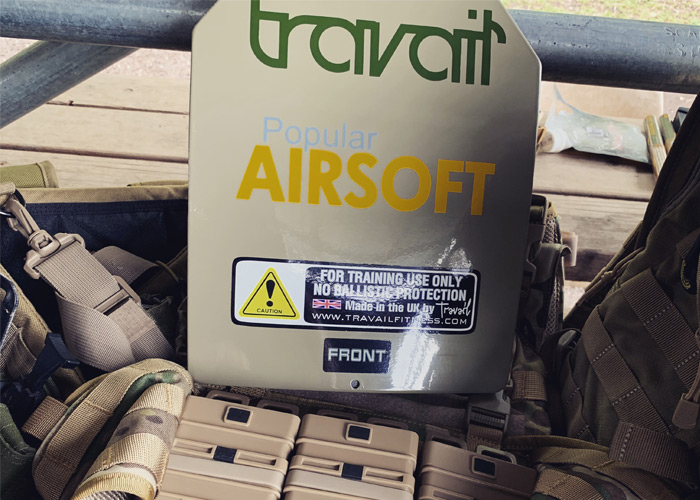 travail
Popular
AIRSOFT
FOR TRAINING USE ONLY
NO BALLISTIC PROTECTION
Made in the UK by Travail
WWW.TRAVAILFITNESS.COM
CAUTION
FRONT